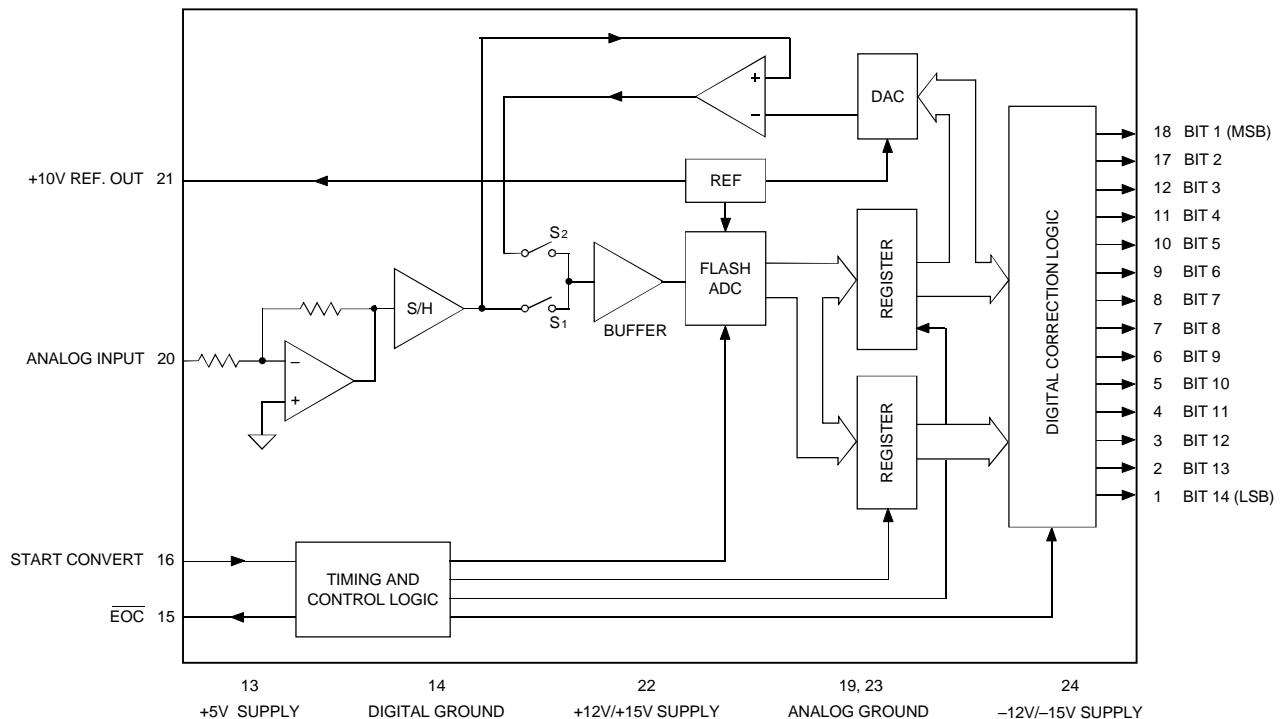 +
–
DAC
18 BIT 1 (MSB)
17 BIT 2
12 BIT 3
11 BIT 4
10 BIT 5
9 BIT 6
8 BIT 7
7 BIT 8
6 BIT 9
5 BIT 10
4 BIT 11
3 BIT 12
2 BIT 13
1 BIT 14 (LSB)
+10V REF. OUT 21
REF
S2
S1
FLASH
ADC
BUFFER
REGISTER
REGISTER
DIGITAL CORRECTION LOGIC
S/H
ANALOG INPUT 20
–
+
START CONVERT 16
TIMING AND
CONTROL LOGIC
EOC 15
13
+5V SUPPLY
14
DIGITAL GROUND
22
+12V/+15V SUPPLY
19, 23
ANALOG GROUND
24
–12V/–15V SUPPLY